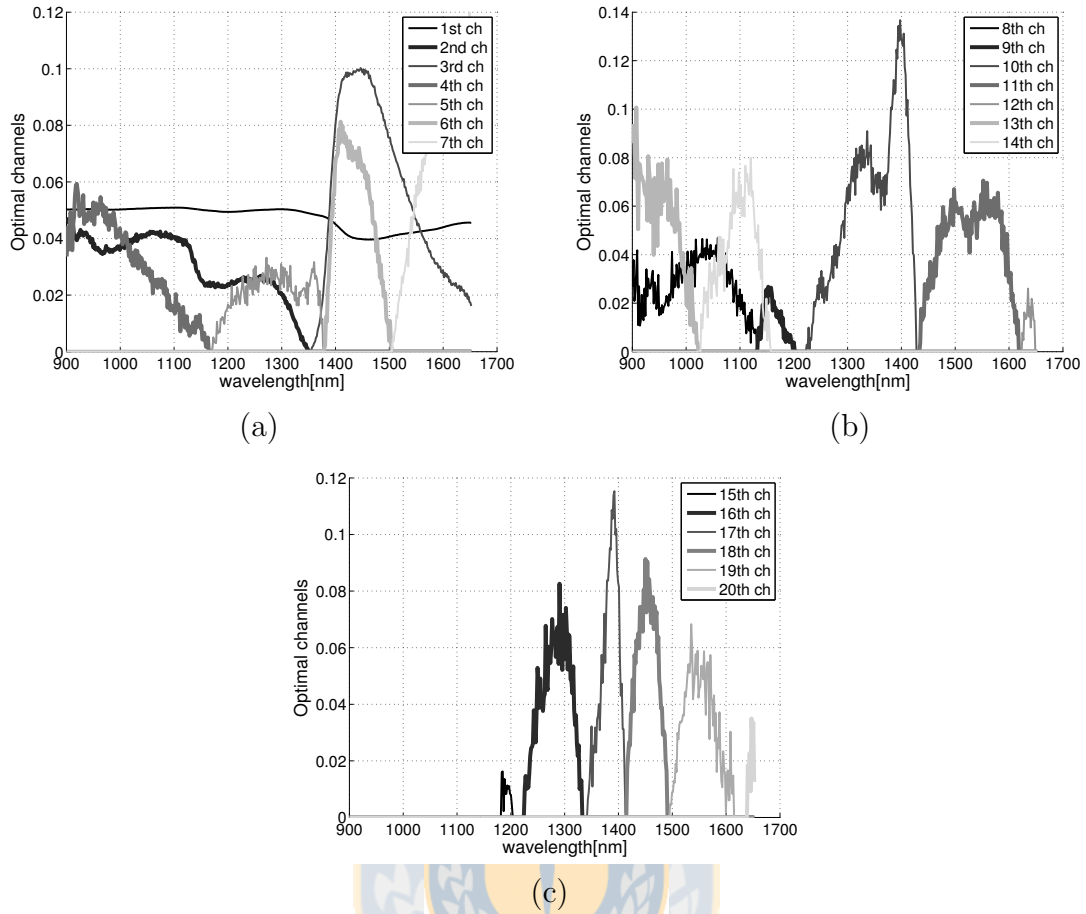 0.12
0.1
0.08
0.06
0.04
0.02
0
Optimal channels
900 1000 1100 1200 1300 1400 1500 1600 1700
wavelength[nm]
1st ch
2nd ch
3rd ch
4th ch
5th ch
6th ch
7th ch
(a)
0.14
0.12
0.1
0.08
0.06
0.04
0.02
0
Optimal channels
900 1000 1100 1200 1300 1400 1500 1600 1700
wavelength[nm]
8th ch
9th ch
10th ch
11th ch
12th ch
13th ch
14th ch
(b)
0.12
0.1
0.08
0.06
0.04
0.02
0
Optimal channels
900 1000 1100 1200 1300 1400 1500 1600 1700
wavelength[nm]
15th ch
16th ch
17th ch
18th ch
19th ch
20th ch
(c)